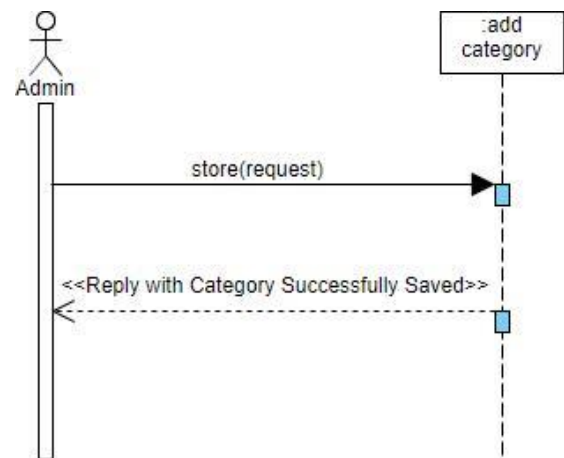 :add
category
Admin
store(request)
<<Reply with Category Successfully Saved>>